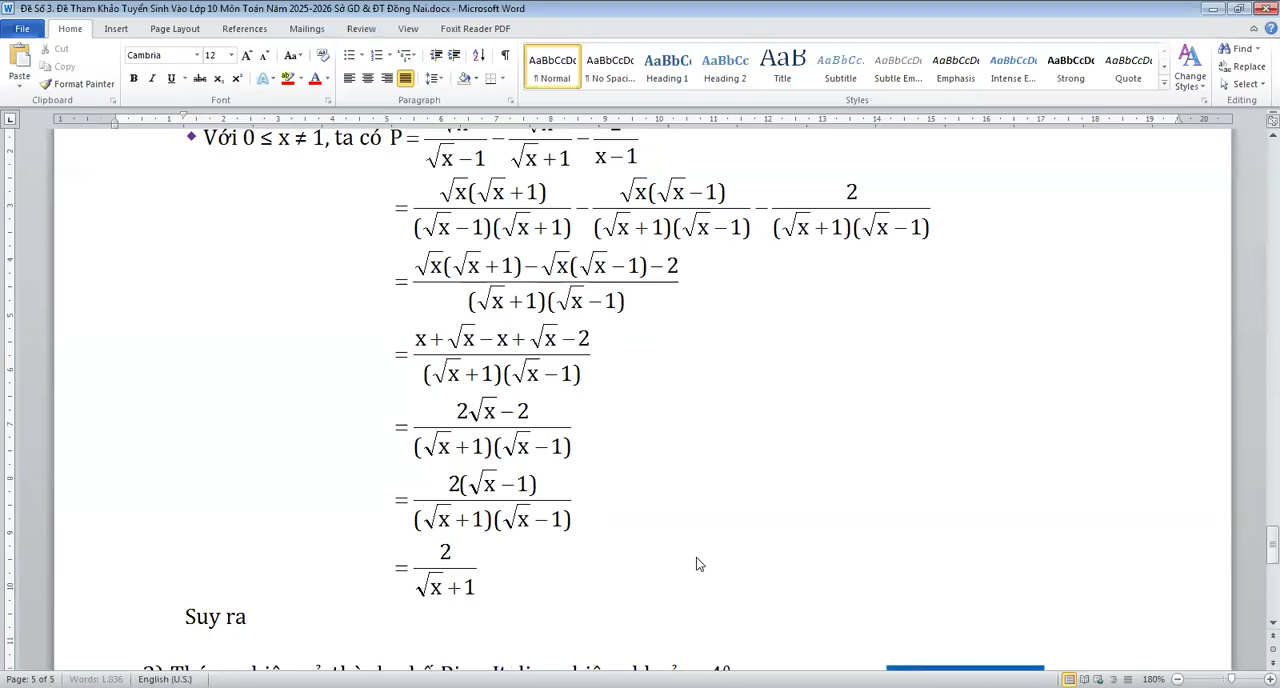 Đề Số 3. Đề Tham Khảo Tuyển Sinh Vào Lớp 10 Môn Toán Năm 2025-2026 Sở GD & ĐT Đồng Nai.docx - Microsoft Word
File Home Insert Page Layout References Mailings Review View Foxit Reader PDF
Paste Cut Copy Format Painter Cambria 12 Find Replace Select
AaBbCcDc AaBbCcDc AaBbC AaBbCc AaB AaBbCc. AaBbCcDc AaBbCcDc AaBbCcDc AaBbCcDc AaBbCcDc
¶ Normal ¶ No Spaci... Heading 1 Heading 2 Title Subtitle Subtle Em... Emphasis Intense E... Strong Quote Change Styles
Clipboard Font Paragraph Styles Editing
Với 0 ≤ x ≠ 1, ta có P = √x/(√x − 1) − √x/(√x + 1) − 2/(x − 1)
= √x(√x + 1)/((√x − 1)(√x + 1)) − √x(√x − 1)/((√x + 1)(√x − 1)) − 2/((√x + 1)(√x − 1))
= (√x(√x + 1) − √x(√x − 1) − 2)/((√x + 1)(√x − 1))
= (x + √x − x + √x − 2)/((√x + 1)(√x − 1))
= (2√x − 2)/((√x + 1)(√x − 1))
= 2(√x − 1)/((√x + 1)(√x − 1))
= 2/(√x + 1)
Suy ra
Page: 5 of 5 Words: 1.836 English (U.S.) 180%